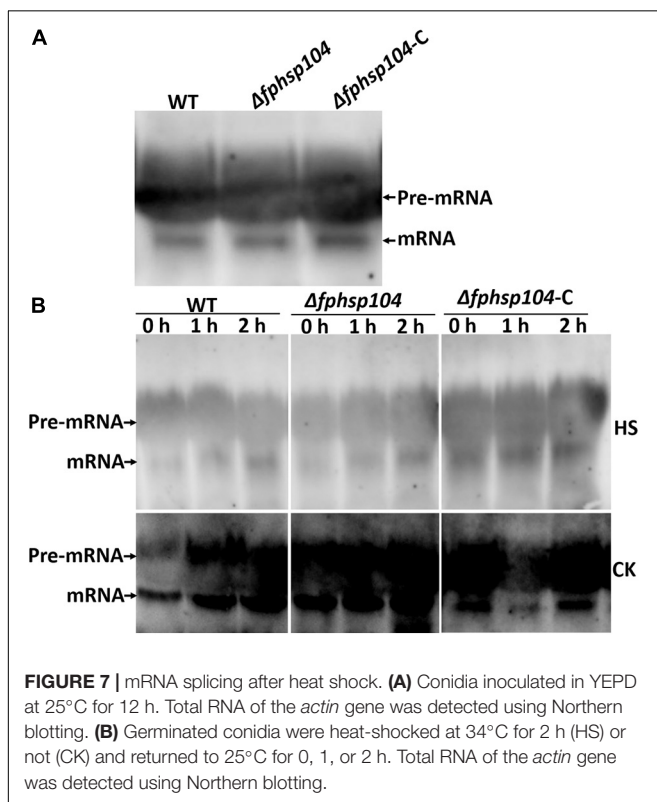 A
WT Δfphsp104 Δfphsp104-C
Pre-mRNA
mRNA
B
WT Δfphsp104 Δfphsp104-C
0 h 1 h 2 h 0 h 1 h 2 h 0 h 1 h 2 h
Pre-mRNA
HS
mRNA
Pre-mRNA
CK
mRNA
FIGURE 7 | mRNA splicing after heat shock. (A) Conidia inoculated in YEPD
at 25°C for 12 h. Total RNA of the actin gene was detected using Northern
blotting. (B) Germinated conidia were heat-shocked at 34°C for 2 h (HS) or
not (CK) and returned to 25°C for 0, 1, or 2 h. Total RNA of the actin gene
was detected using Northern blotting.